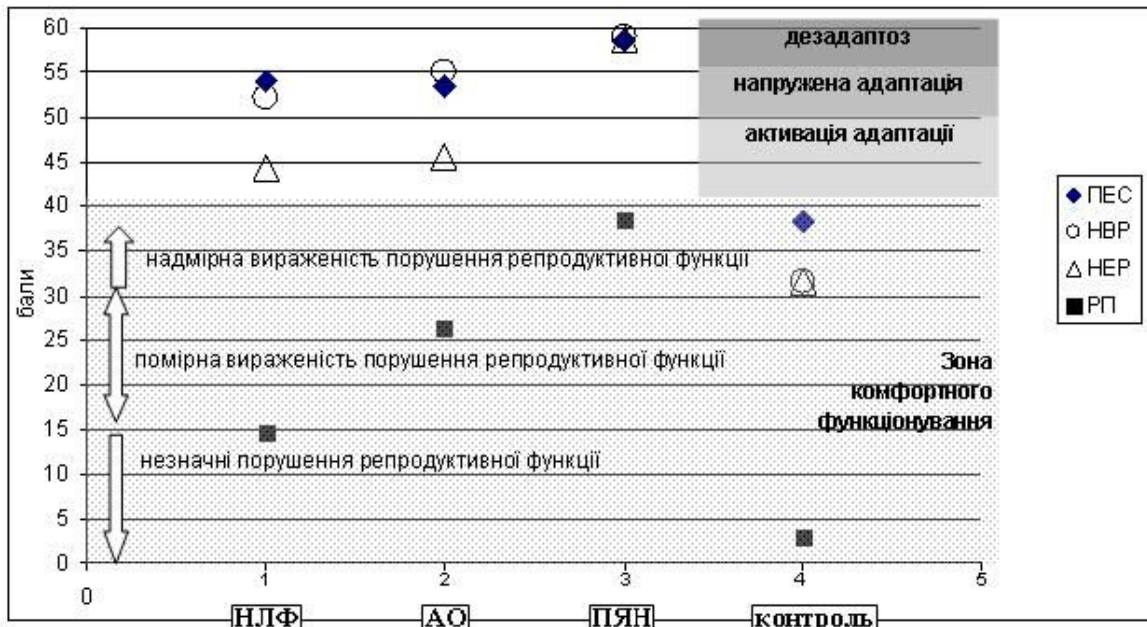 60
55
50
45
40
35
30
25
20
15
10
5
0
бали
дезадаптоз
напружена адаптація
активація адаптації
надмірна вираженість порушення репродуктивної функції
помірна вираженість порушення репродуктивної функції
Зона
комфортного
функціонування
незначні порушення репродуктивної функції
ПЕС
НВР
НЕР
РП
0
1
2
3
4
5
НЛФ
АО
ПЯН
контроль